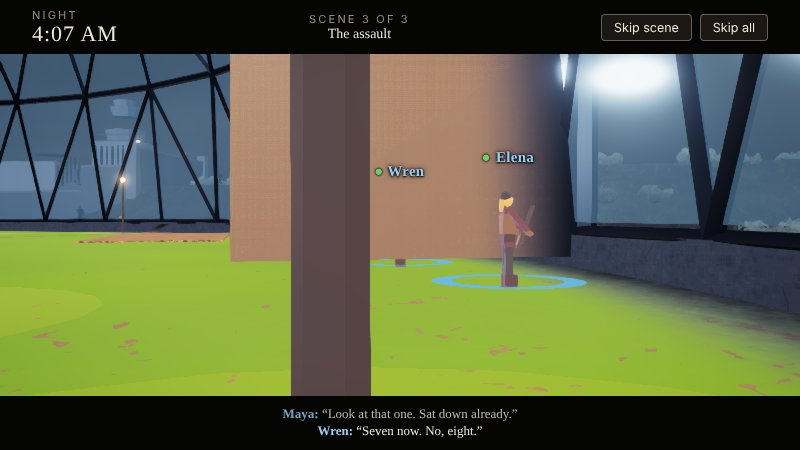 NIGHT
4:07 AM
SCENE 3 OF 3
The assault
Skip scene
Skip all
Wren
Elena
Maya: “Look at that one. Sat down already.”
Wren: “Seven now. No, eight.”